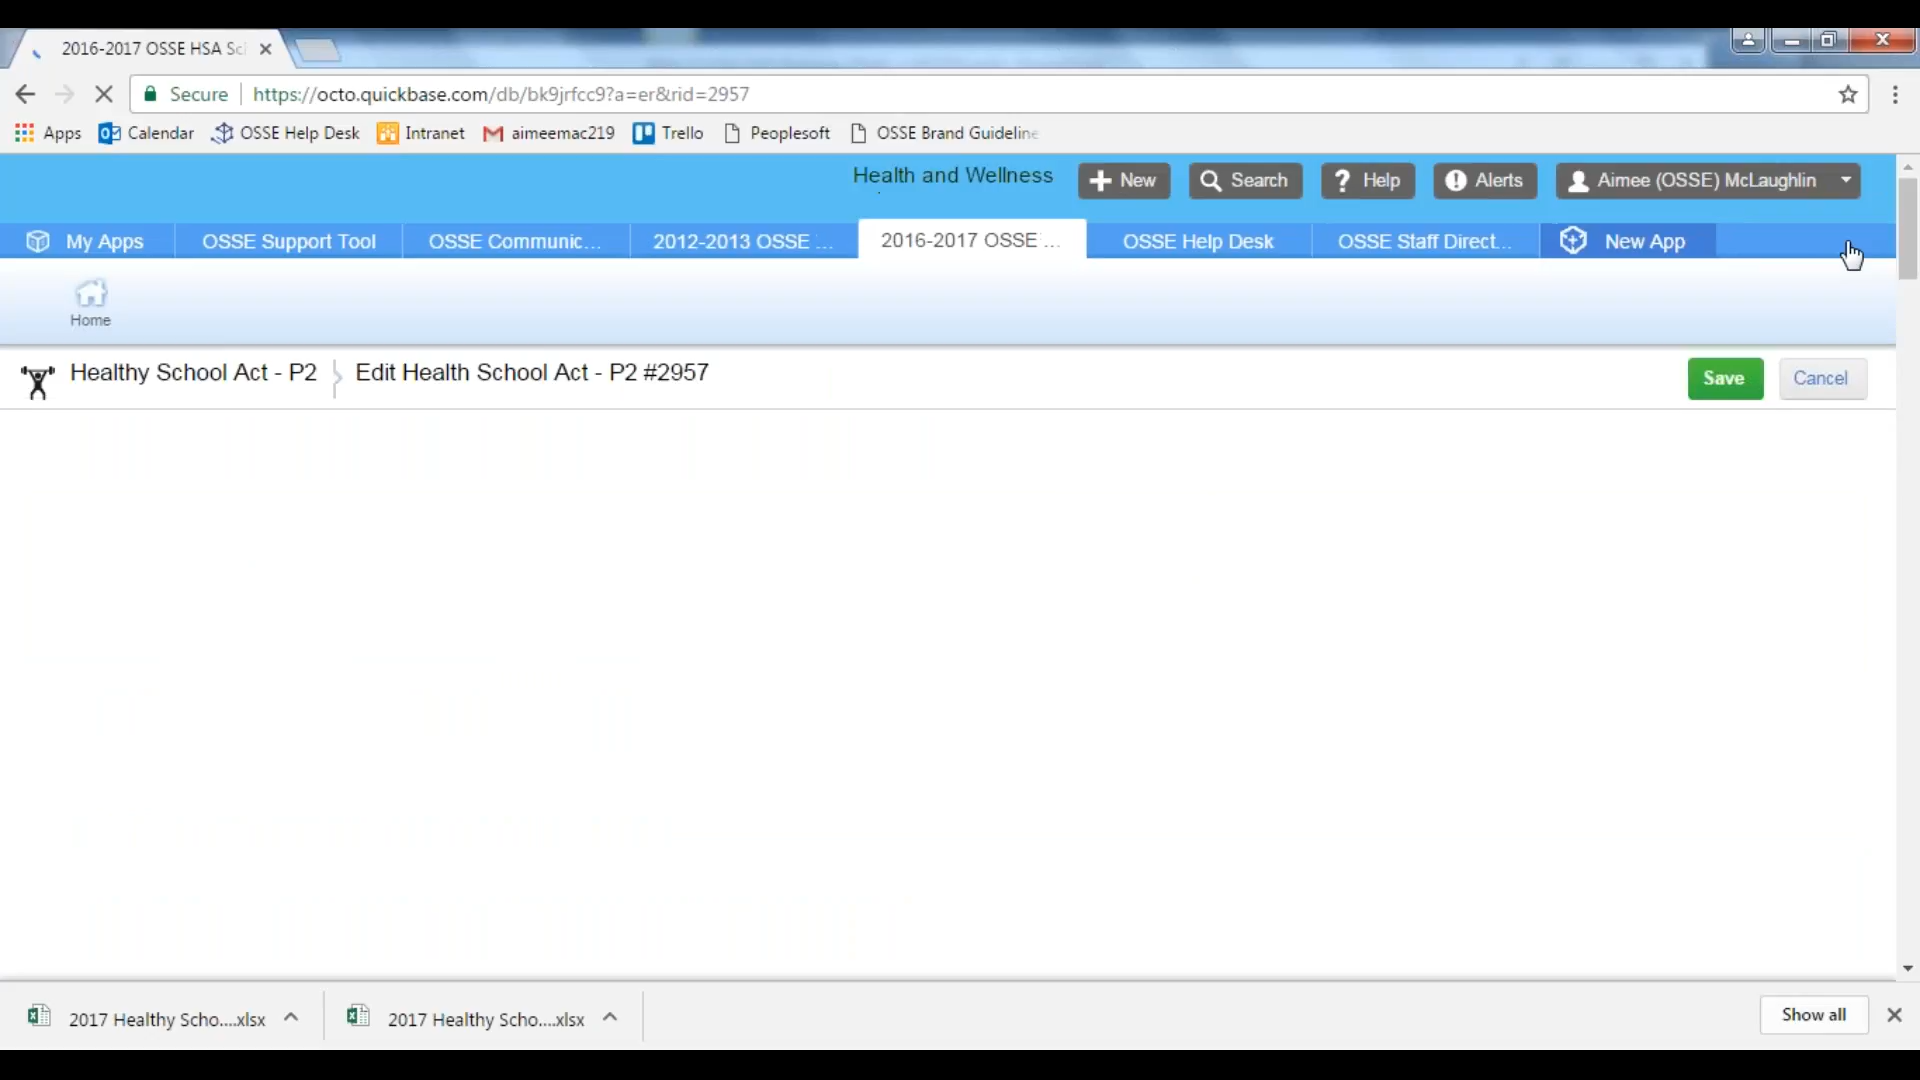 2016-2017 OSSE HSA Sc
Secure https://octo.quickbase.com/db/bk9jrfcc9?a=er&rid=2957
Apps Calendar OSSE Help Desk Intranet aimeemac219 Trello Peoplesoft OSSE Brand Guideline
Health and Wellness New Search Help Alerts Aimee (OSSE) McLaughlin
My Apps OSSE Support Tool OSSE Communic... 2012-2013 OSSE ... 2016-2017 OSSE ... OSSE Help Desk OSSE Staff Direct... New App
Home
Healthy School Act - P2 Edit Health School Act - P2 #2957 Save Cancel
2017 Healthy Scho....xlsx 2017 Healthy Scho....xlsx Show all